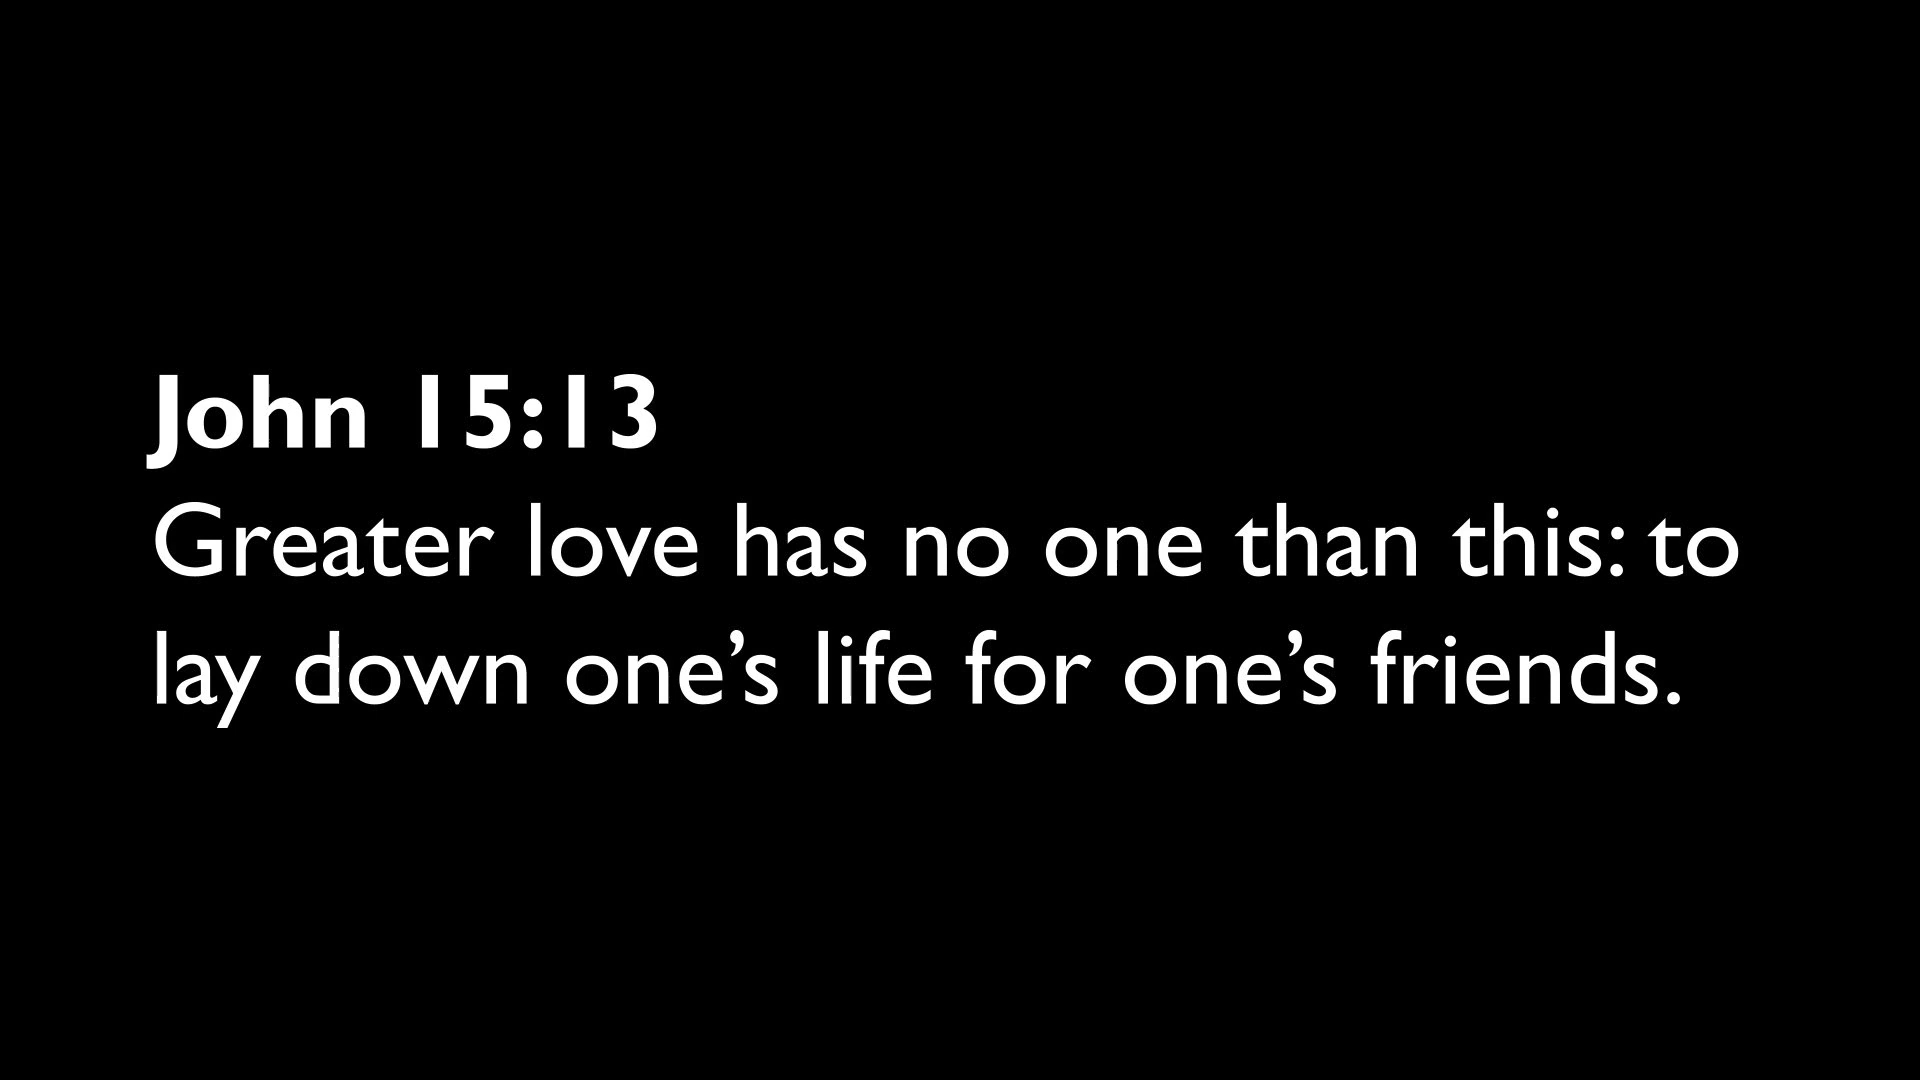 John 15:13
Greater love has no one than this: to
lay down one’s life for one’s friends.